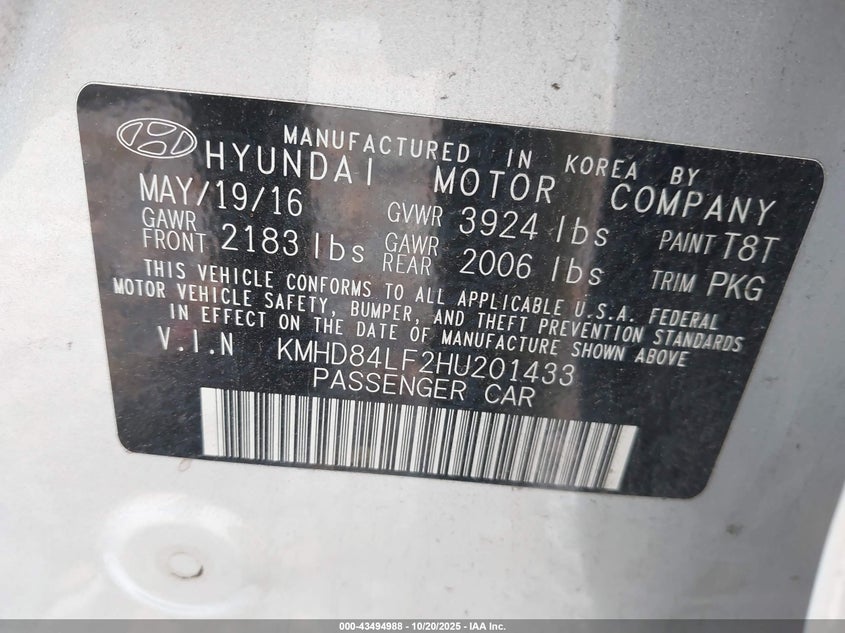 MANUFACTURED IN KOREA BY
HYUNDAI MOTOR COMPANY
MAY/19/16 GVWR 3924 lbs PAINT T8T
GAWR FRONT 2183 lbs GAWR REAR 2006 lbs TRIM PKG
THIS VEHICLE CONFORMS TO ALL APPLICABLE U.S.A. FEDERAL
MOTOR VEHICLE SAFETY, BUMPER, AND THEFT PREVENTION STANDARDS
IN EFFECT ON THE DATE OF MANUFACTURE SHOWN ABOVE
V.I.N KMHD84LF2HU201433
PASSENGER CAR
000-43494988 - 10/20/2025 - IAA Inc.